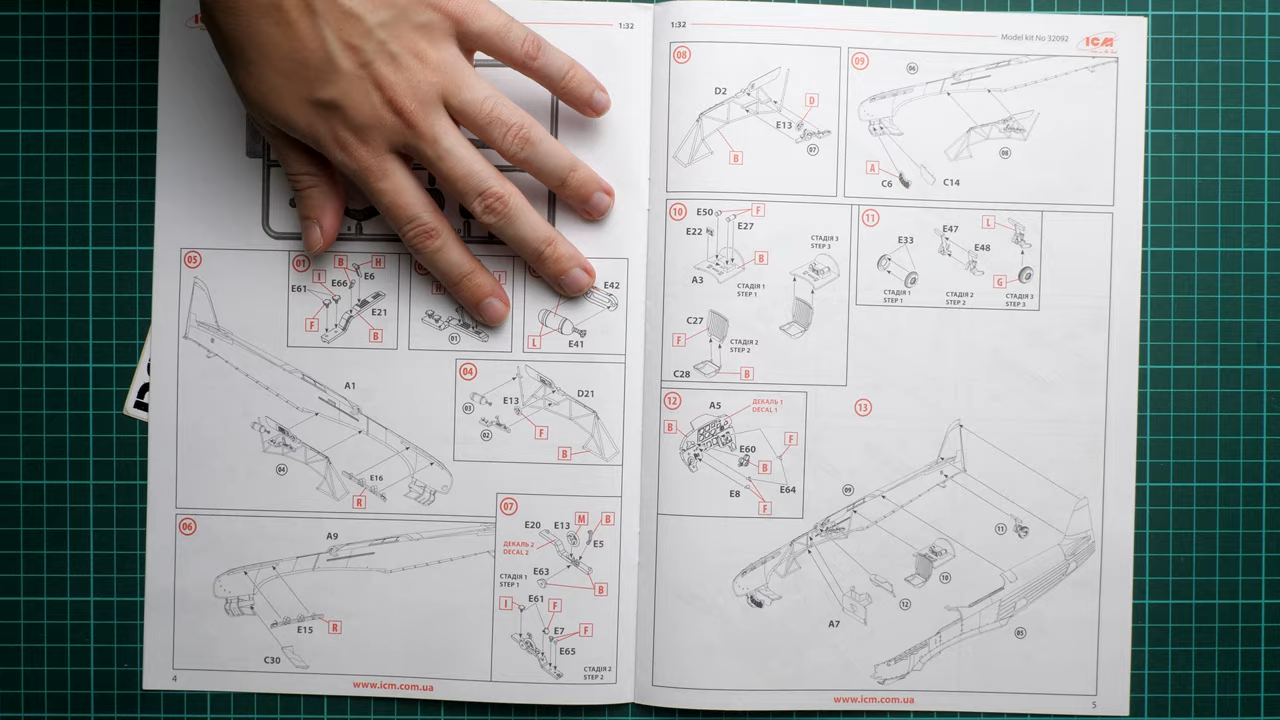 1:32
05
01
B
H
I
E6
E66
E61
E21
F
B
01
E42
L
E41
A1
04
D21
E13
03
02
F
B
04
E16
R
06
A9
E15
R
C30
07
E20
E13
M
B
ДЕКАЛЬ 2
DECAL 2
E5
E63
СТАДІЯ 1
STEP 1
B
I
E61
F
E7
F
E65
СТАДІЯ 2
STEP 2
4
www.icm.com.ua
1:32
Model kit No 32092
ICM
08
D2
D
E13
07
B
09
06
08
A
C6
C14
10
E50
F
E27
E22
СТАДІЯ 3
STEP 3
B
A3
СТАДІЯ 1
STEP 1
C27
F
СТАДІЯ 2
STEP 2
C28
B
11
L
E47
E33
E48
G
СТАДІЯ 1
STEP 1
СТАДІЯ 2
STEP 2
СТАДІЯ 3
STEP 3
12
A5
ДЕКАЛЬ 1
DECAL 1
B
F
E60
B
E8
E64
F
13
09
11
10
12
A7
05
www.icm.com.ua
5